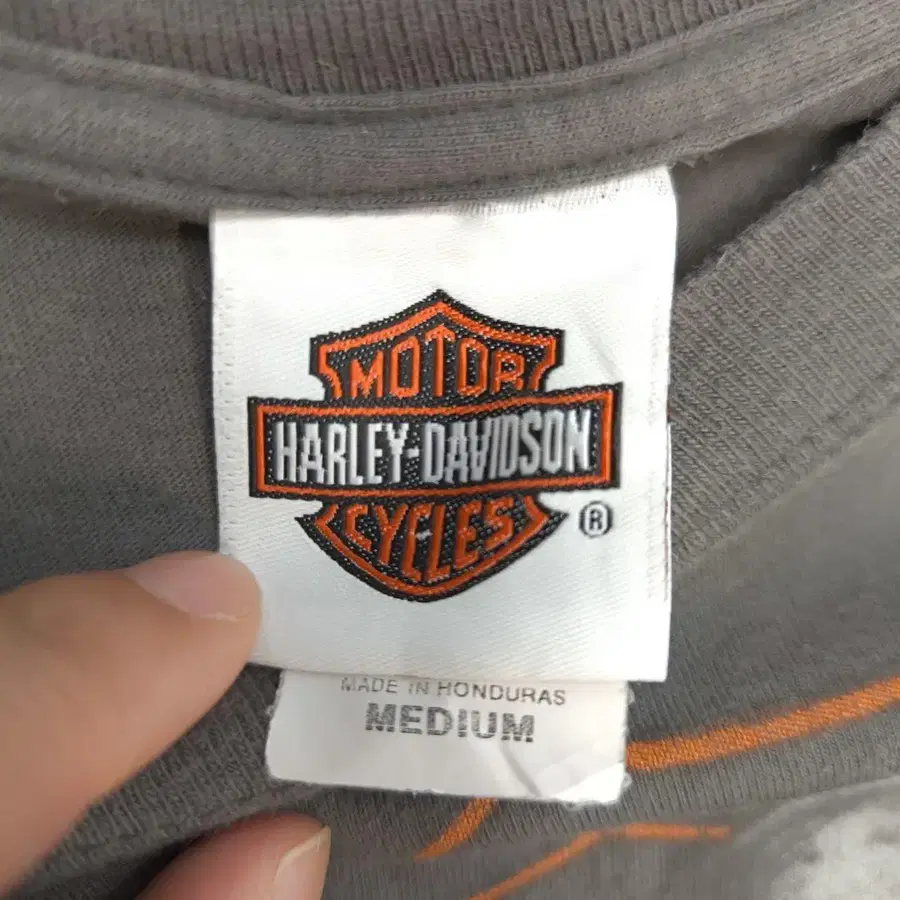 MOTOR
HARLEY-DAVIDSON
CYCLES
®
MADE IN HONDURAS
MEDIUM